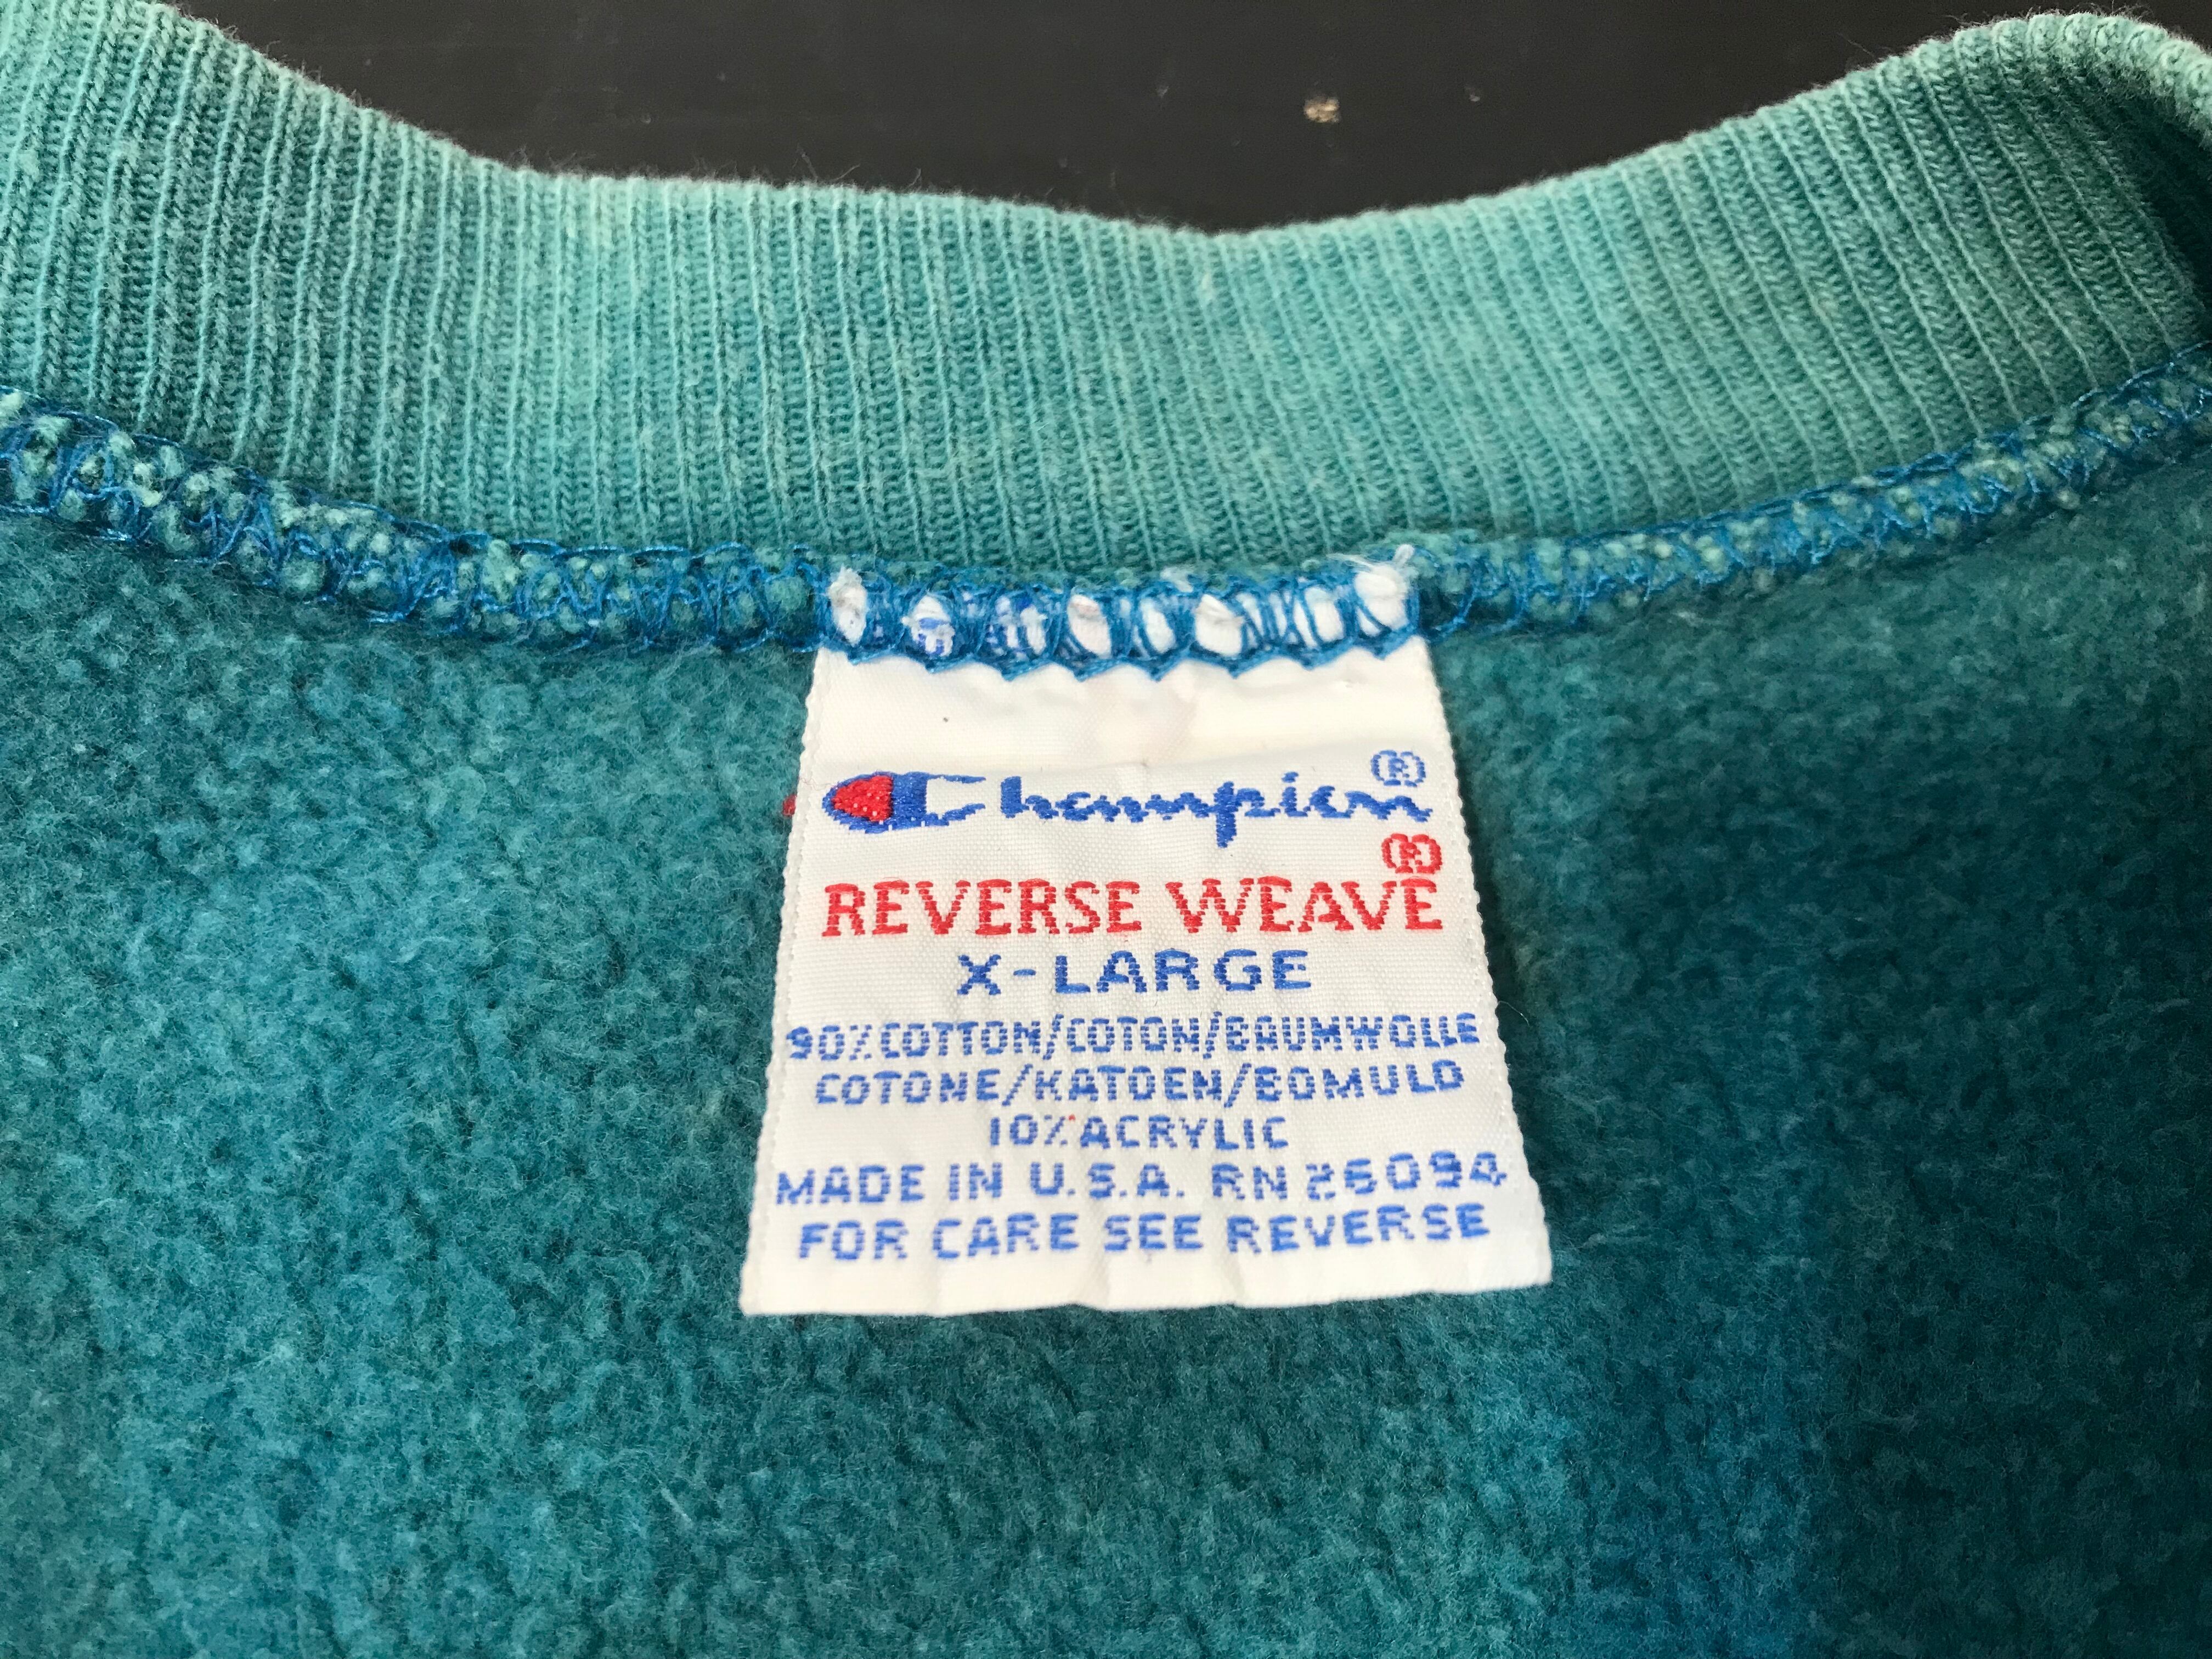 Champion®
REVERSE WEAVE®
X-LARGE
90% COTTON/COTON/BAUMWOLLE
COTONE/KATOEN/BOMULD
10% ACRYLIC
MADE IN U.S.A. RN 26094
FOR CARE SEE REVERSE